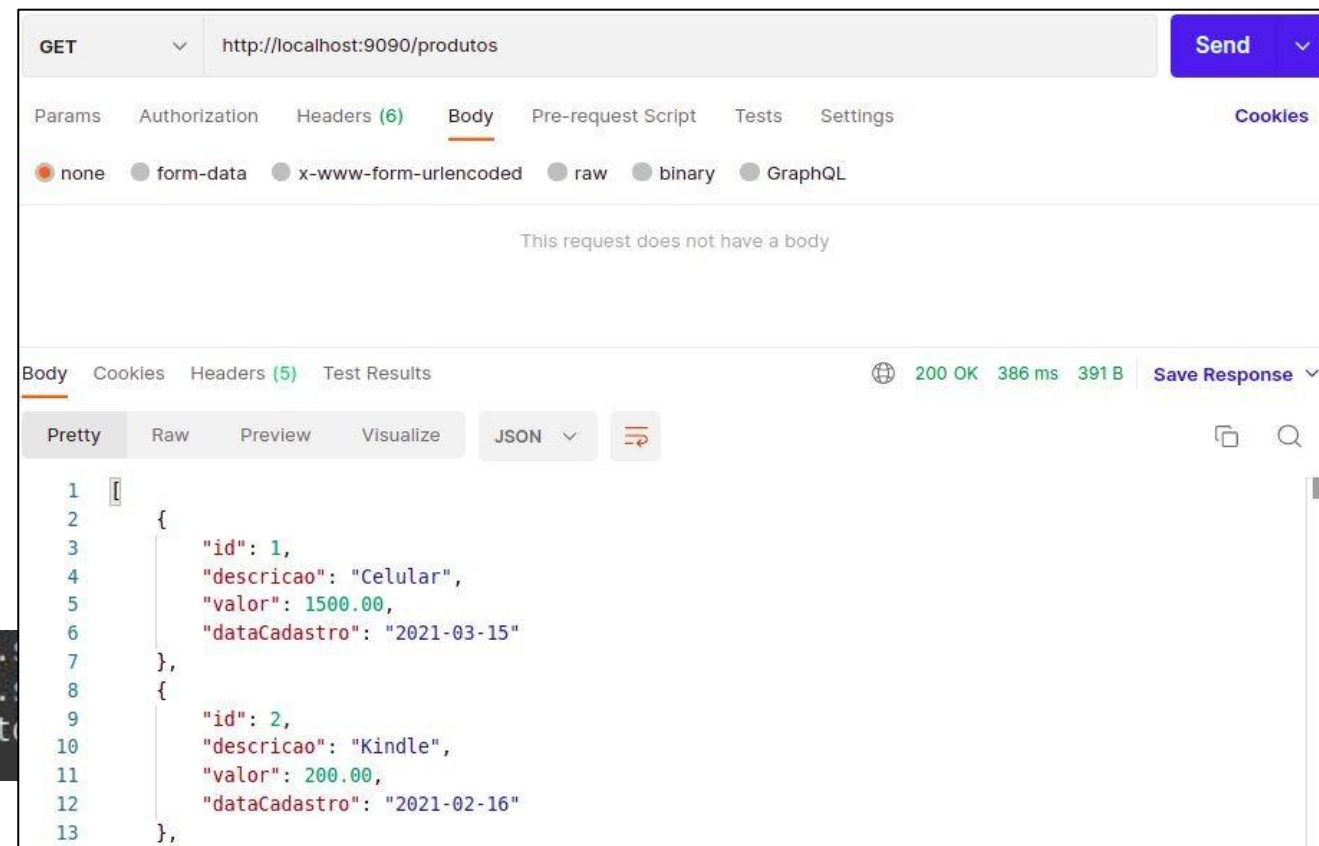 GET http://localhost:9090/produtos Send
Params Authorization Headers (6) Body Pre-request Script Tests Settings Cookies
none form-data x-www-form-urlencoded raw binary GraphQL
This request does not have a body
Body Cookies Headers (5) Test Results 200 OK 386 ms 391 B Save Response
Pretty Raw Preview Visualize JSON
1 [
2 {
3 "id": 1,
4 "descricao": "Celular",
5 "valor": 1500.00,
6 "dataCadastro": "2021-03-15"
7 },
8 {
9 "id": 2,
10 "descricao": "Kindle",
11 "valor": 200.00,
12 "dataCadastro": "2021-02-16"
13 },